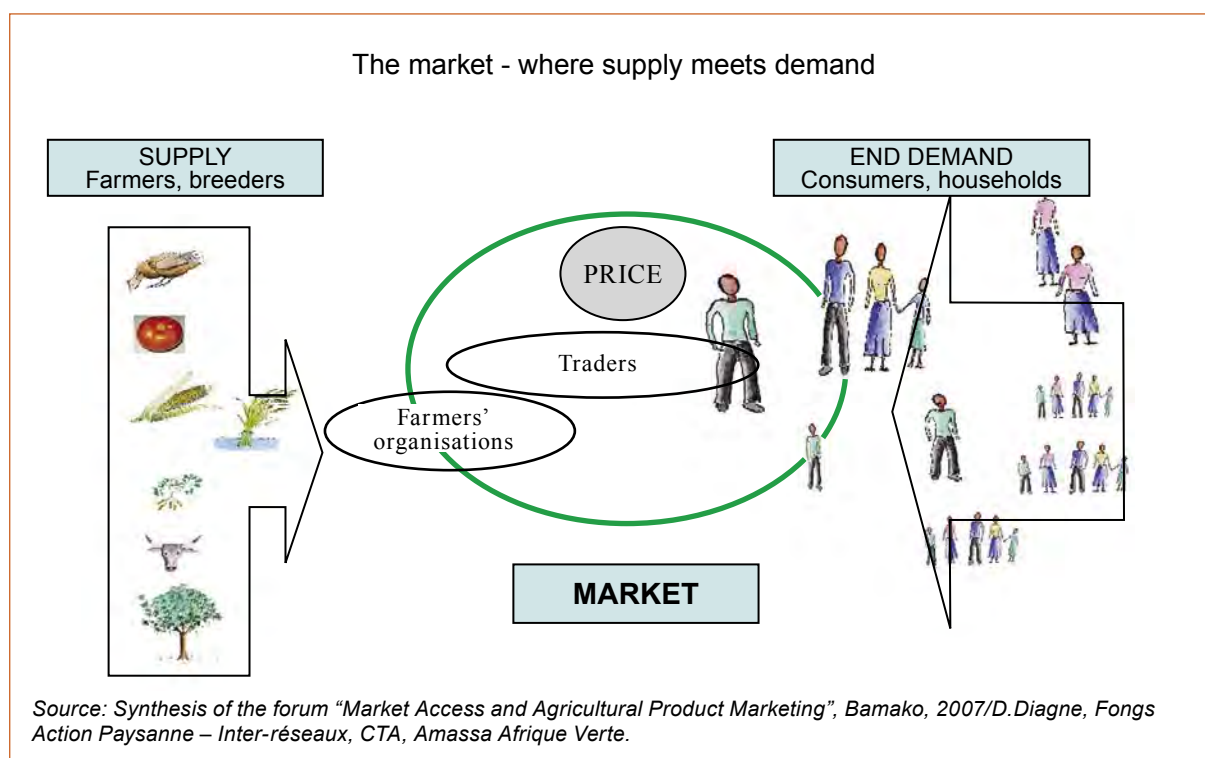 The market - where supply meets demand
SUPPLY
Farmers, breeders
END DEMAND
Consumers, households
PRICE
Traders
Farmers’
organisations
MARKET
Source: Synthesis of the forum “Market Access and Agricultural Product Marketing”, Bamako, 2007/D.Diagne, Fongs
Action Paysanne – Inter-réseaux, CTA, Amassa Afrique Verte.